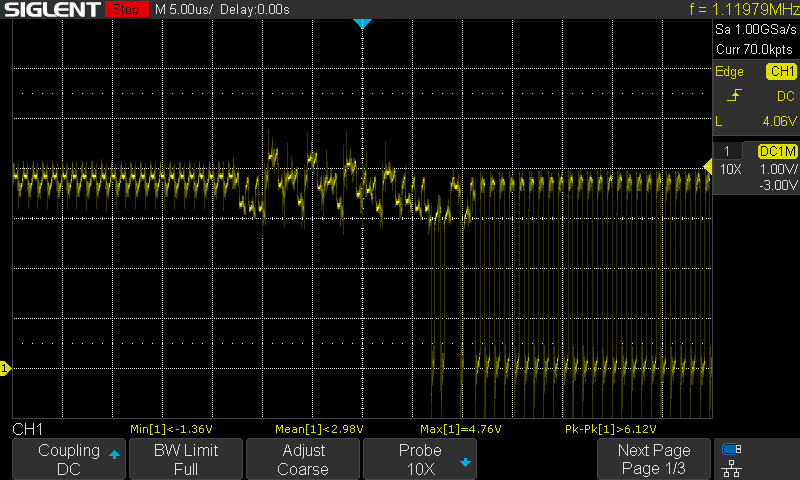 SIGLENT Stop M 5.00us/ Delay:0.00s f = 1.11979MHz
Sa 1.00GSa/s
Curr 70.0kpts
Edge CH1
DC
L 4.06V
1 DC1M
10X 1.00V/
-3.00V
1
CH1 Min[1]<-1.36V Mean[1]<2.98V Max[1]=4.76V Pk-Pk[1]>6.12V
Coupling BW Limit Adjust Probe Next Page
DC Full Coarse 10X Page 1/3